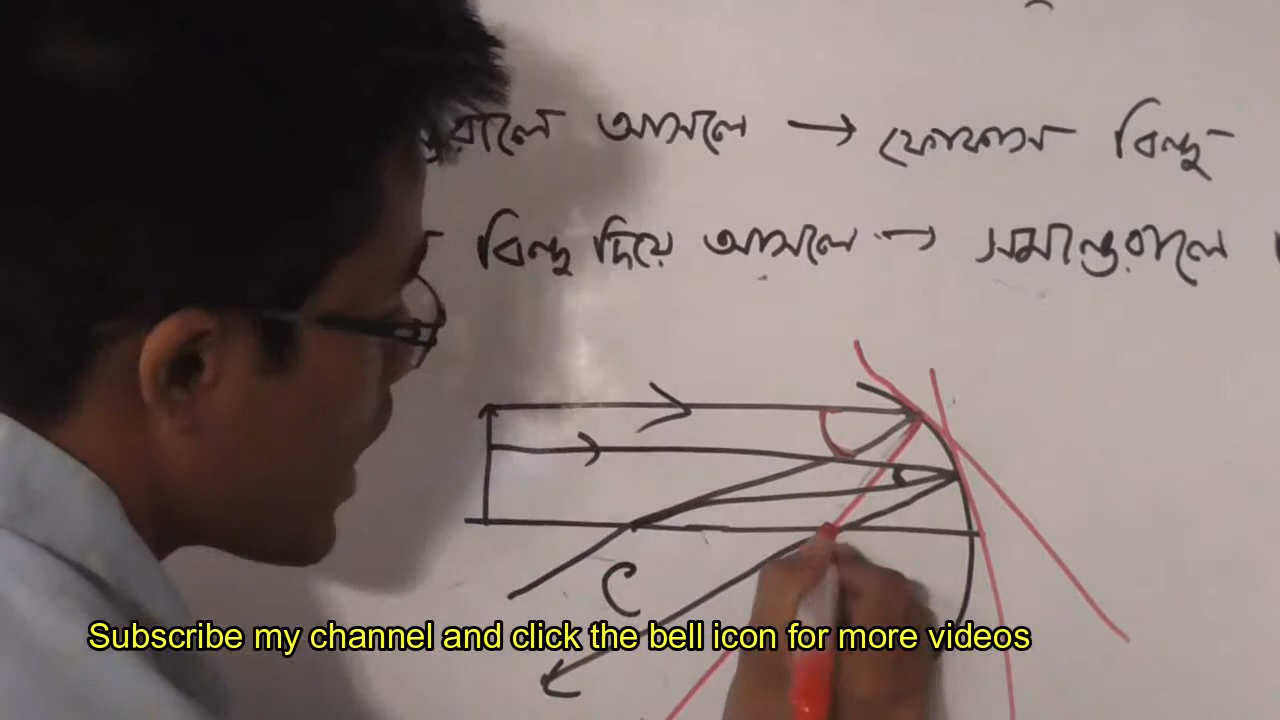 আসলে → ফোকাস বিন্দু
বিন্দু দিয়ে আসলে → সমান্তরালে
C
Subscribe my channel and click the bell icon for more videos